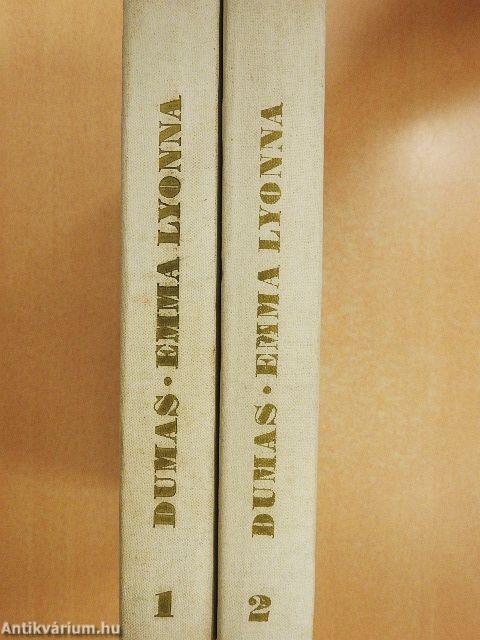 DUMAS • EMMA LYONNA
1
DUMAS • EMMA LYONNA
2
Antikvárium.hu